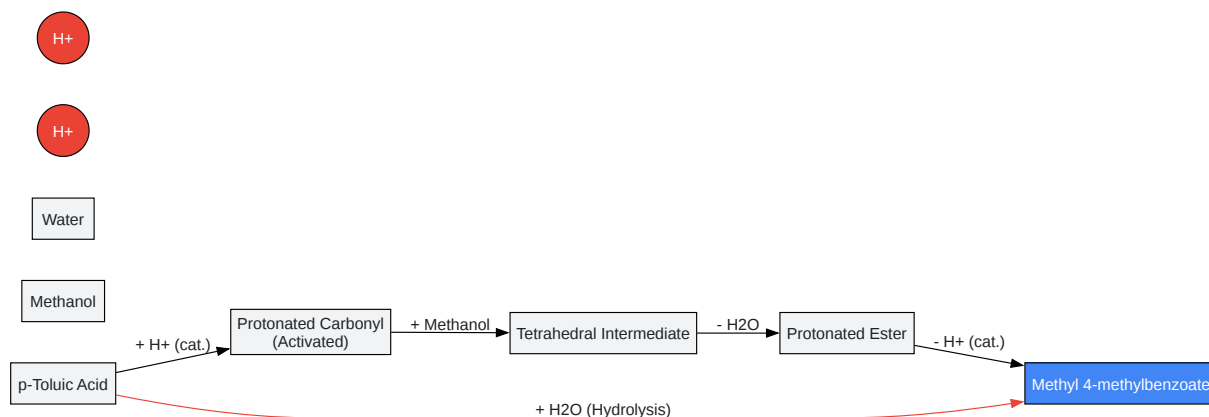 H+
H+
Water
Methanol
p-Toluic Acid
+ H+ (cat.)
Protonated Carbonyl
(Activated)
+ Methanol
Tetrahedral Intermediate
- H2O
Protonated Ester
- H+ (cat.)
Methyl 4-methylbenzoate
+ H2O (Hydrolysis)